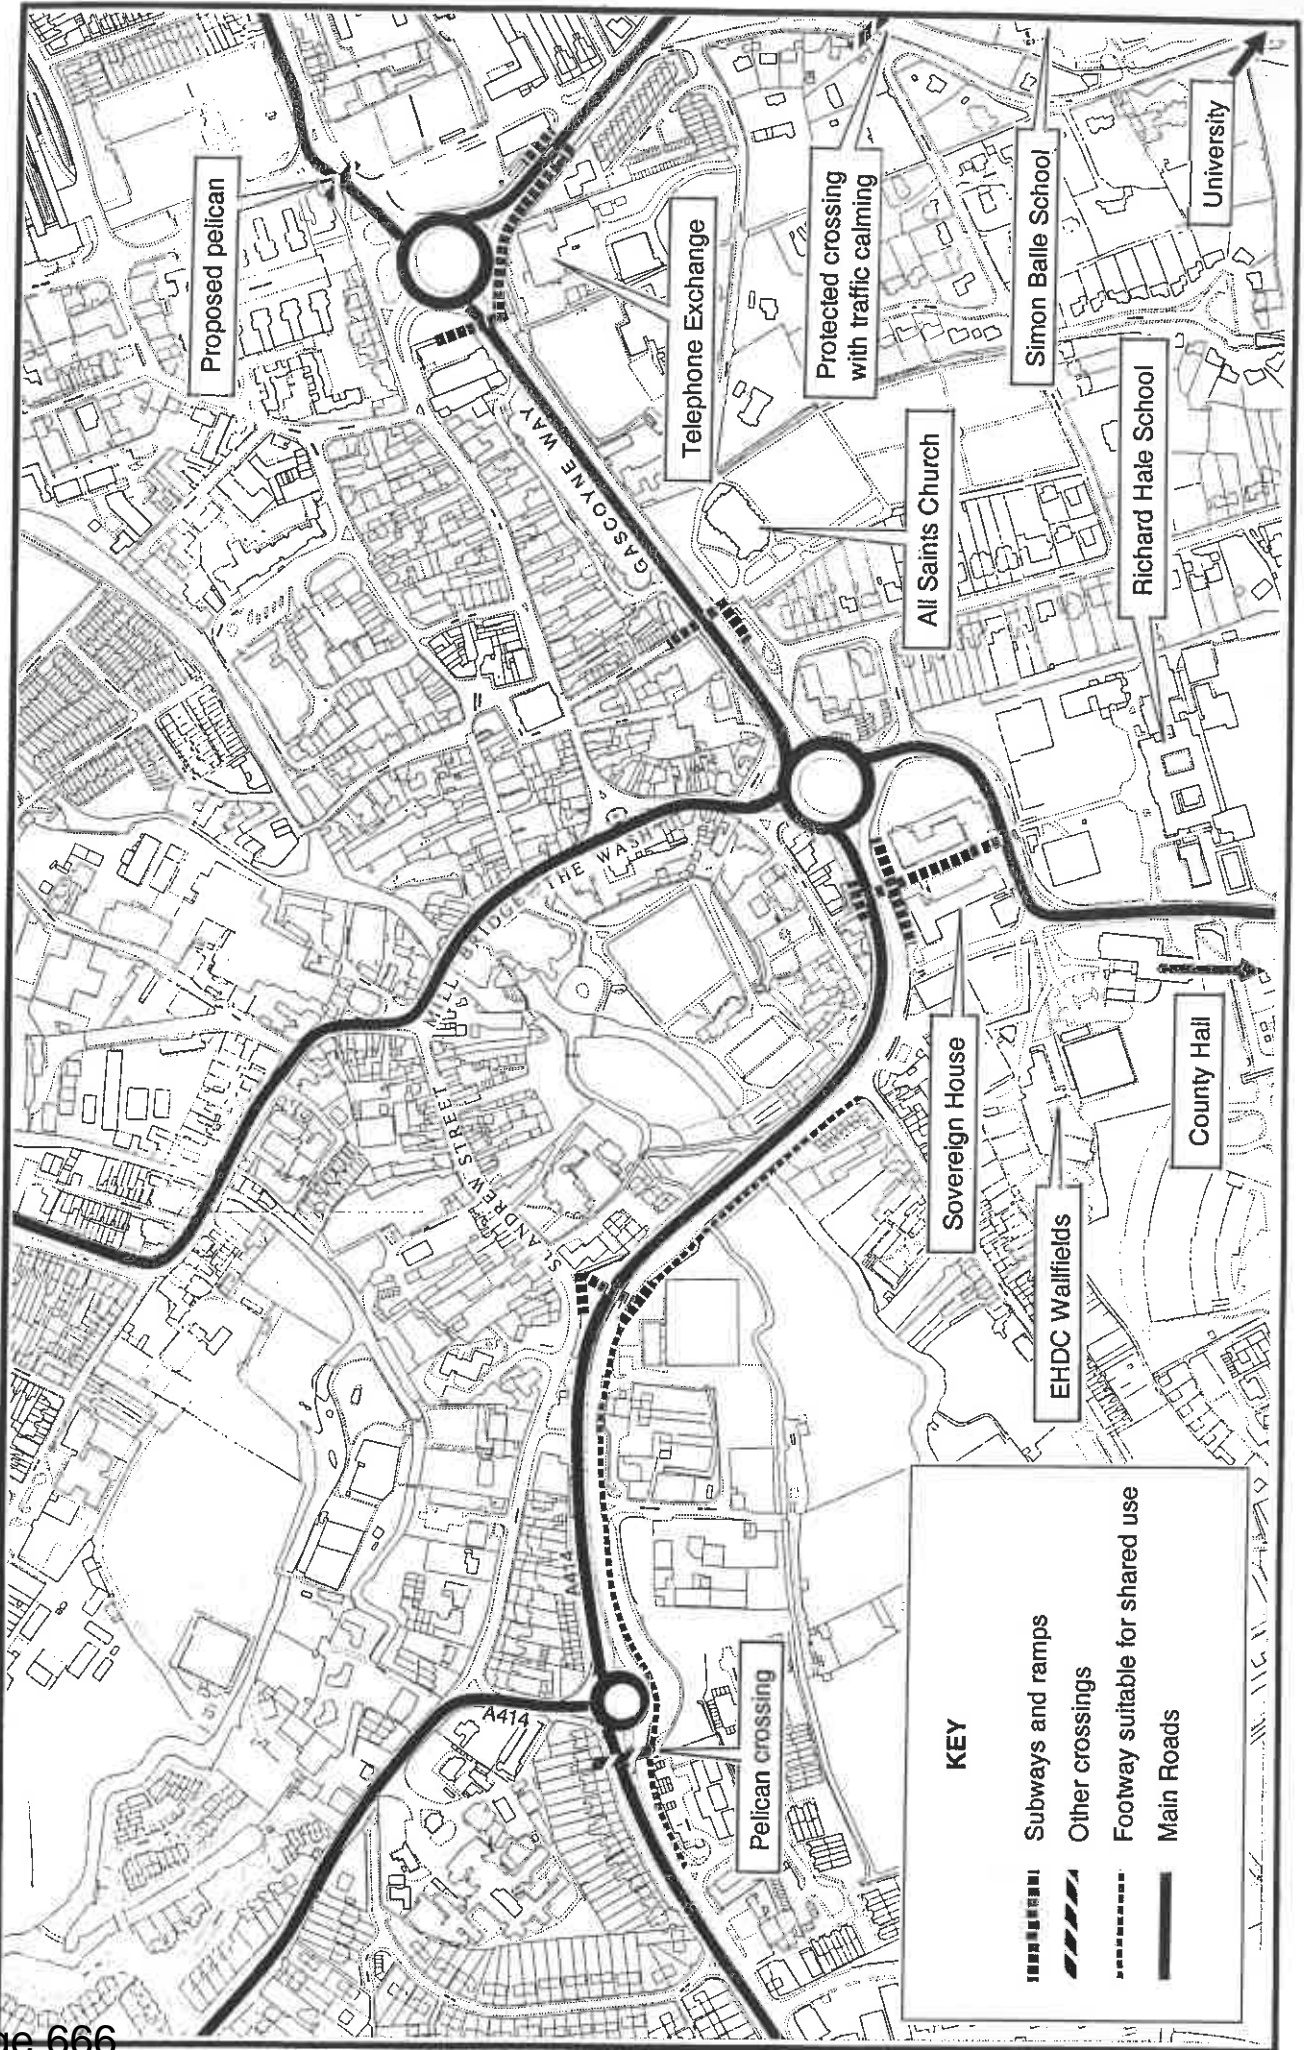 Proposed pelican
Telephone Exchange
Protected crossing
with traffic calming
Simon Balle School
University
GASCOYNE WAY
All Saints Church
Richard Hale School
THE WASH
MILL BRIDGE
ST. ANDREW STREET
Sovereign House
EHDC Wallfields
County Hall
A414
A414
Pelican crossing
KEY
Subways and ramps
Other crossings
Footway suitable for shared use
Main Roads
666